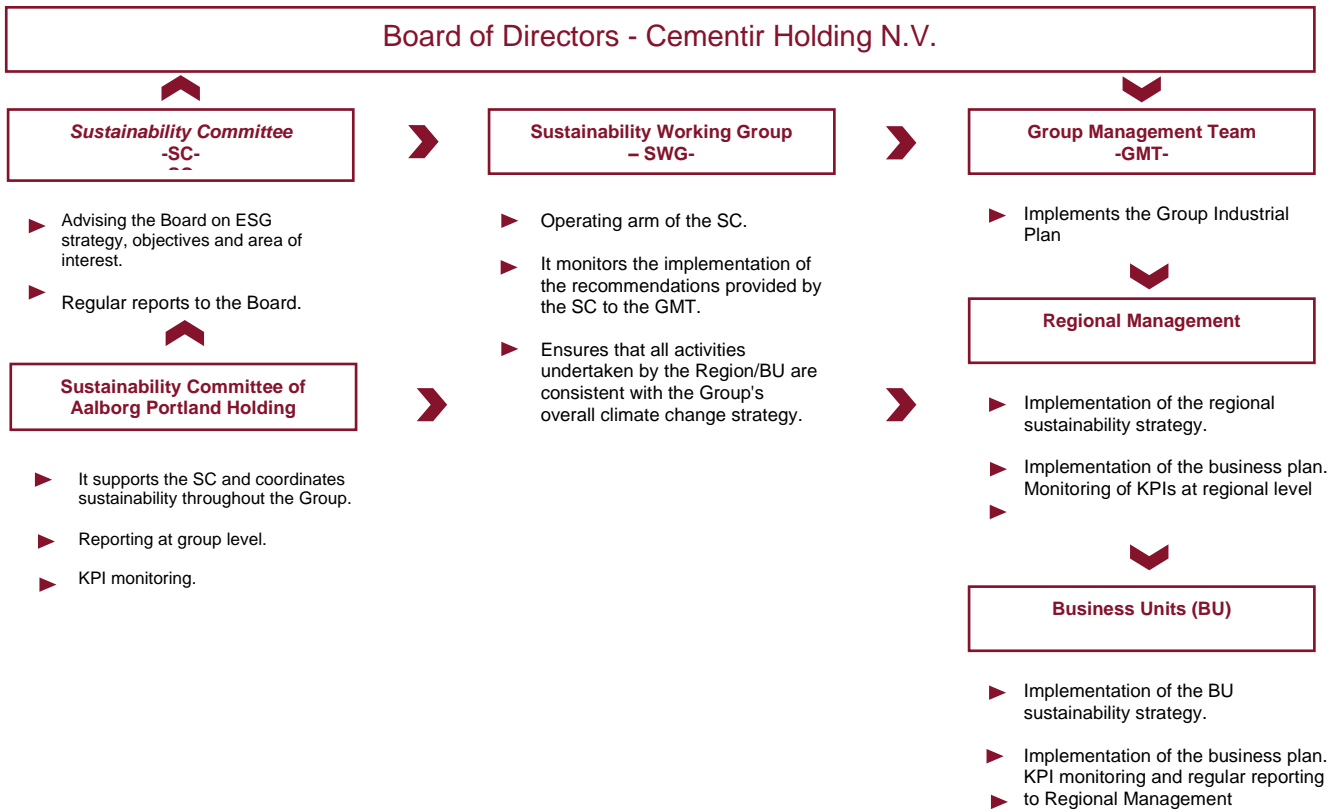 Board of Directors - Cementir Holding N.V.
Sustainability Committee
-SC-
Sustainability Working Group
– SWG-
Group Management Team
-GMT-
Advising the Board on ESG
strategy, objectives and area of
interest.
Regular reports to the Board.
Sustainability Committee of
Aalborg Portland Holding
It supports the SC and coordinates
sustainability throughout the Group.
Reporting at group level.
KPI monitoring.
Operating arm of the SC.
It monitors the implementation of
the recommendations provided by
the SC to the GMT.
Ensures that all activities
undertaken by the Region/BU are
consistent with the Group's
overall climate change strategy.
Implements the Group Industrial
Plan
Regional Management
Implementation of the regional
sustainability strategy.
Implementation of the business plan.
Monitoring of KPIs at regional level
Business Units (BU)
Implementation of the BU
sustainability strategy.
Implementation of the business plan.
KPI monitoring and regular reporting
to Regional Management